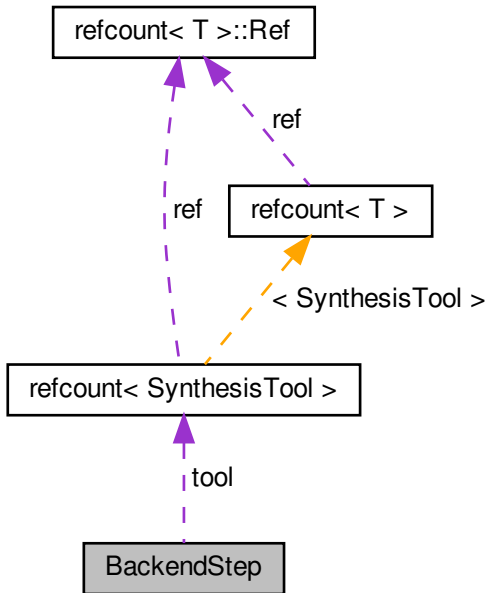 refcount< T >::Ref
ref
refcount< T >
ref
< SynthesisTool >
refcount< SynthesisTool >
tool
BackendStep